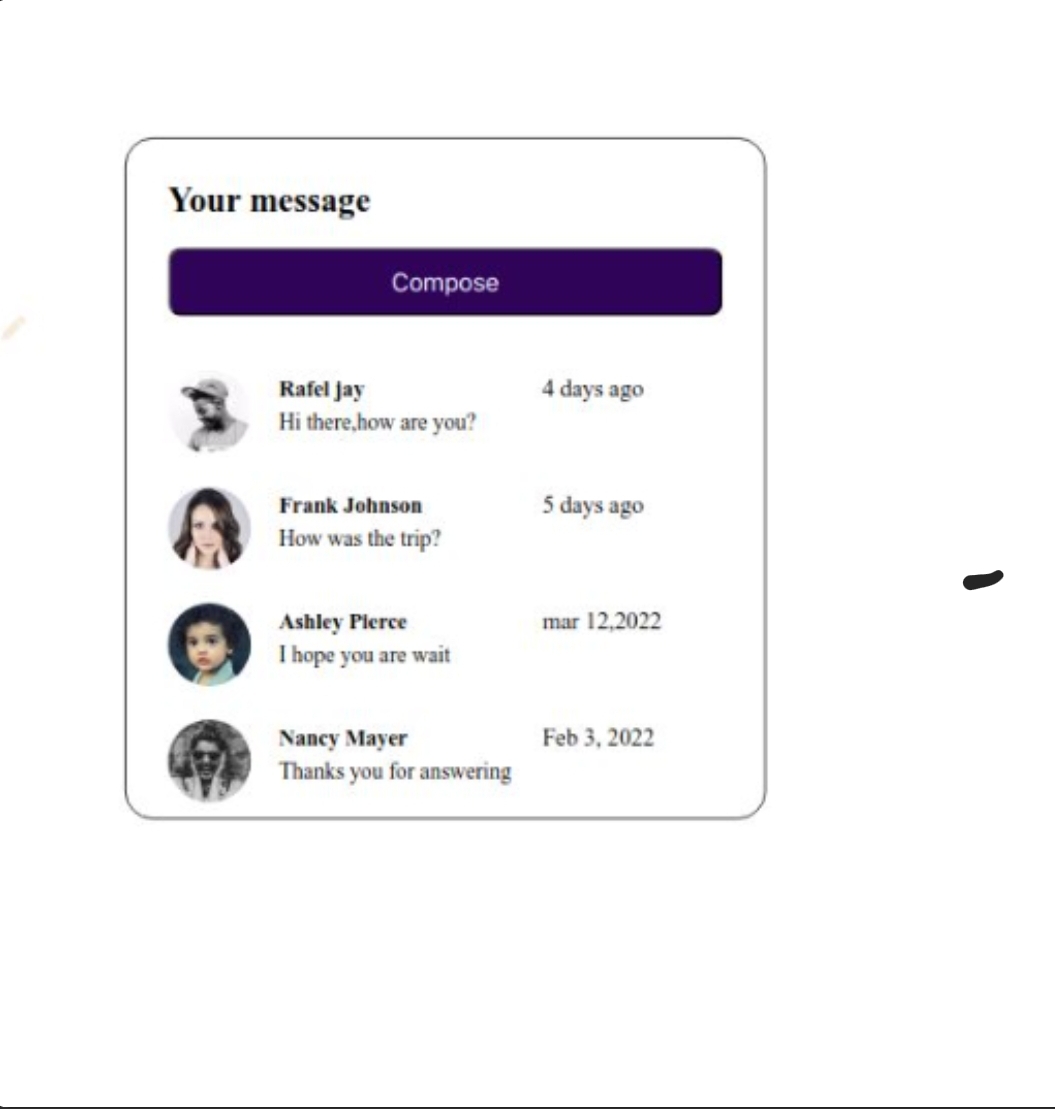 Your message
Compose
Rafel jay
4 days ago
Hi there,how are you?
Frank Johnson
5 days ago
How was the trip?
Ashley Pierce
mar 12,2022
I hope you are wait
Nancy Mayer
Feb 3, 2022
Thanks you for answering